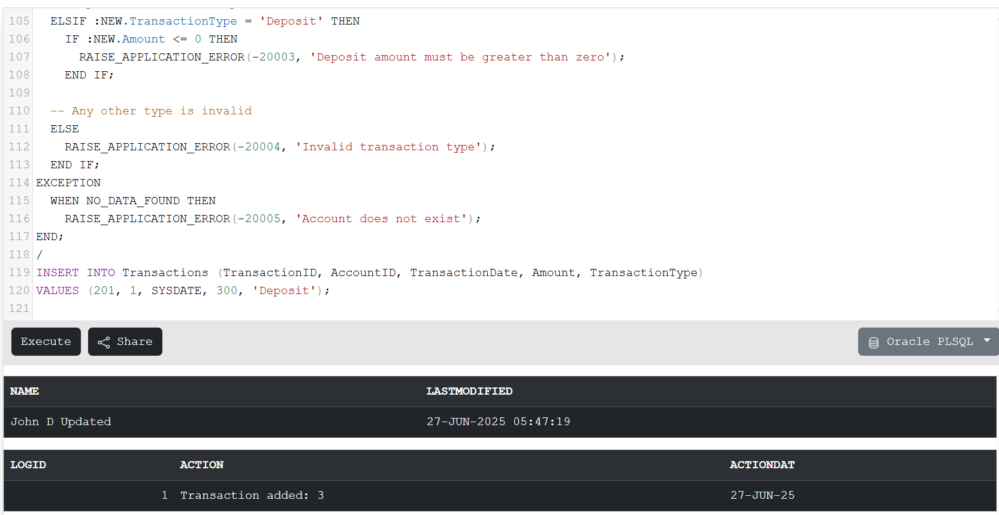 105 ELSIF :NEW.TransactionType = 'Deposit' THEN
106 IF :NEW.Amount <= 0 THEN
107 RAISE_APPLICATION_ERROR(-20003, 'Deposit amount must be greater than zero');
108 END IF;
109
110 -- Any other type is invalid
111 ELSE
112 RAISE_APPLICATION_ERROR(-20004, 'Invalid transaction type');
113 END IF;
114 EXCEPTION
115 WHEN NO_DATA_FOUND THEN
116 RAISE_APPLICATION_ERROR(-20005, 'Account does not exist');
117 END;
118 /
119 INSERT INTO Transactions (TransactionID, AccountID, TransactionDate, Amount, TransactionType)
120 VALUES (201, 1, SYSDATE, 300, 'Deposit');
121
Execute Share Oracle PLSQL
NAME LASTMODIFIED
John D Updated 27-JUN-2025 05:47:19
LOGID ACTION ACTIONDAT
1 Transaction added: 3 27-JUN-25